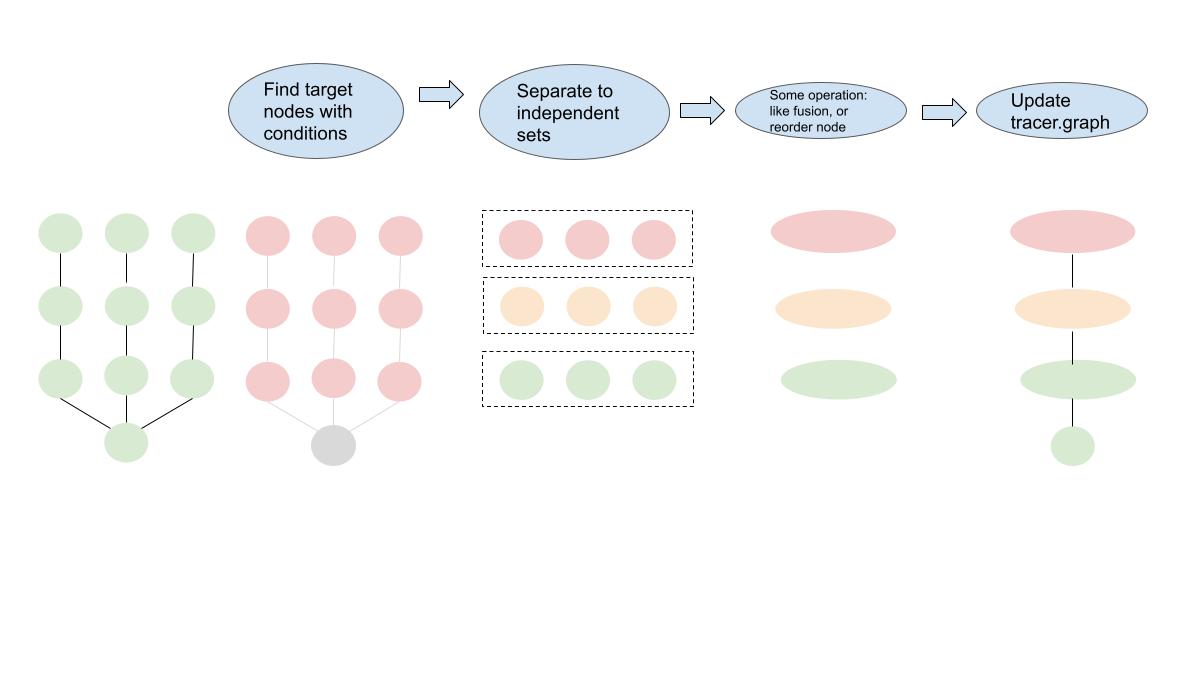 Find target
nodes with
conditions
Separate to
independent
sets
Some operation:
like fusion, or
reorder node
Update
tracer.graph